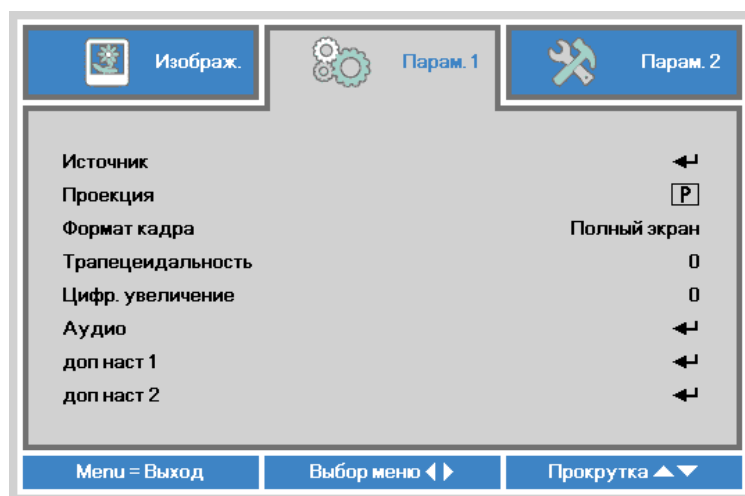 Изображ. Парам. 1 Парам. 2
Источник
Проекция P
Формат кадра Полный экран
Трапецеидальность 0
Цифр. увеличение 0
Аудио
доп наст 1
доп наст 2
Menu = Выход Выбор меню Прокрутка